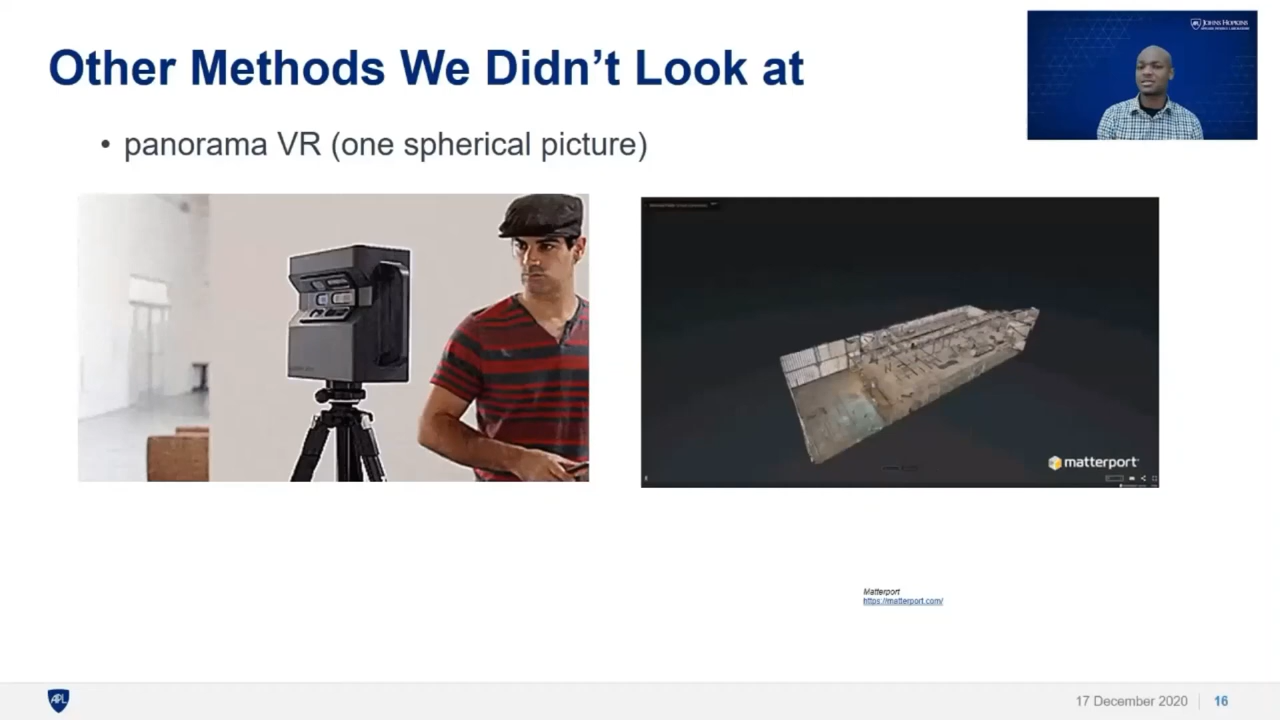 Other Methods We Didn't Look at
JOHNS HOPKINS
• panorama VR (one spherical picture)
matterport
Matterport
https://matterport.com/
APL
17 December 2020
16